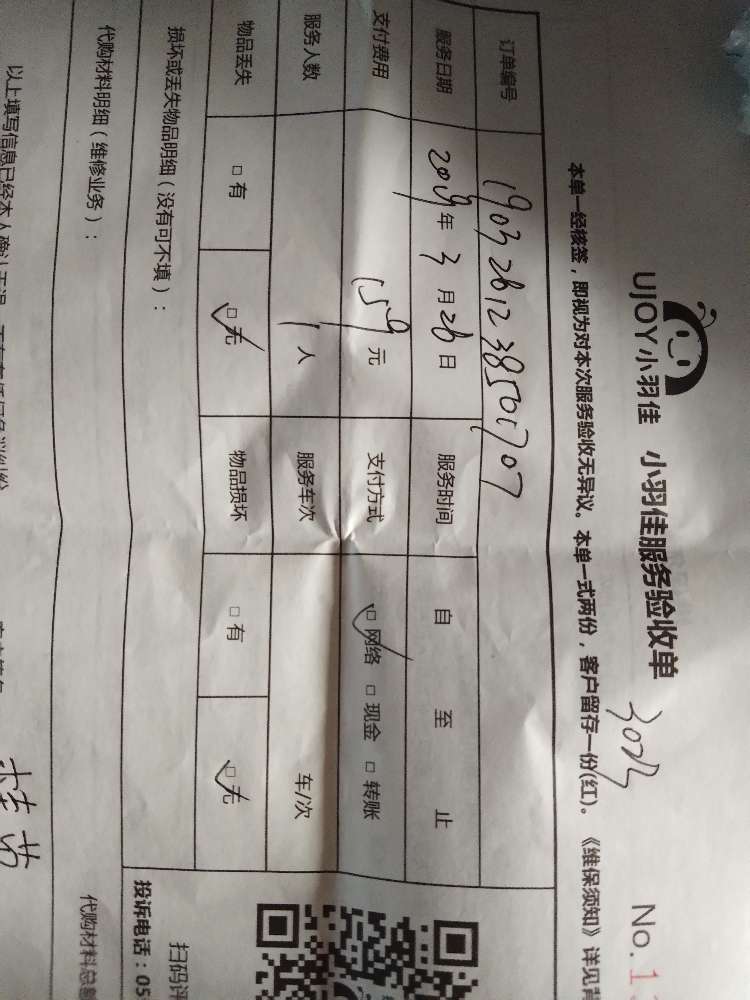 UJOY小羽佳 小羽佳服务验收单
No.1
本单一经核签，即视为对本次服务验收无异议。本单一式两份，客户留存一份(红)。《维保须知》详见背
订单编号
服务日期 2019年3月26日 服务时间 自 至 止
支付费用 159元 支付方式 □网络 □现金 □转账
服务人数 1人 服务车次 车/次
物品丢失 □有 □无 物品损坏 □有 □无
损坏或丢失物品明细（没有可不填）：
扫码评
投诉电话：05
代购材料明细（维修业务）：
代购材料总
以上填写信息已经本人确认无误